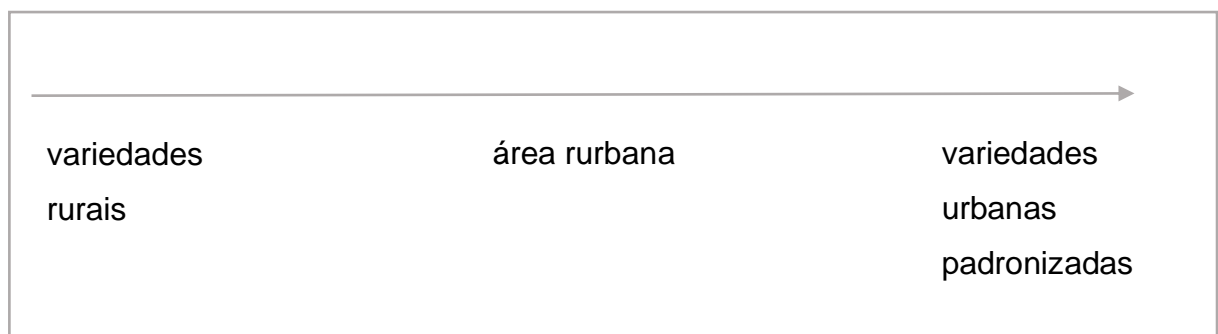 variedades
rurais
área rurbana
variedades
urbanas
padronizadas